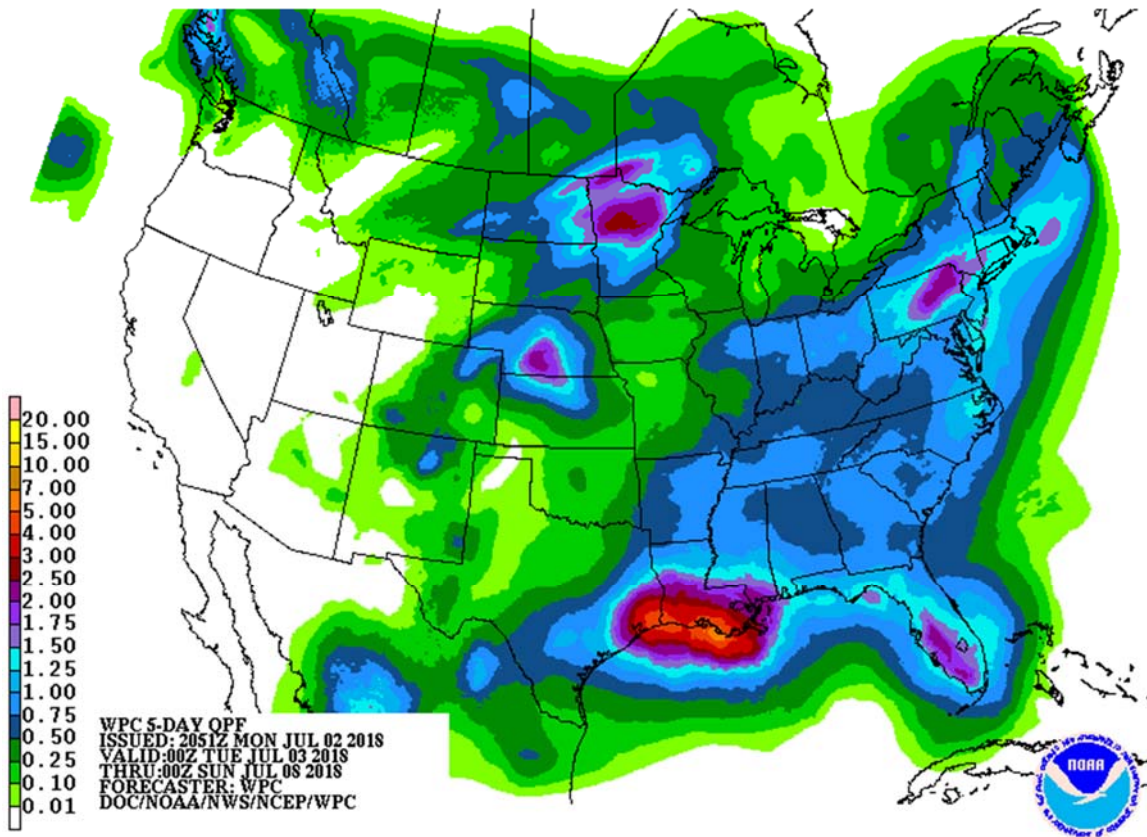 20.00
15.00
10.00
7.00
5.00
4.00
3.00
2.50
2.00
1.75
1.50
1.25
1.00
0.75
0.50
0.25
0.10
0.01
WPC 5-DAY QPF
ISSUED: 2051Z MON JUL 02 2018
VALID:00Z TUE JUL 03 2018
THRU:00Z SUN JUL 08 2018
FORECASTER: WPC
DOC/NOAA/NWS/NCEP/WPC
NOAA